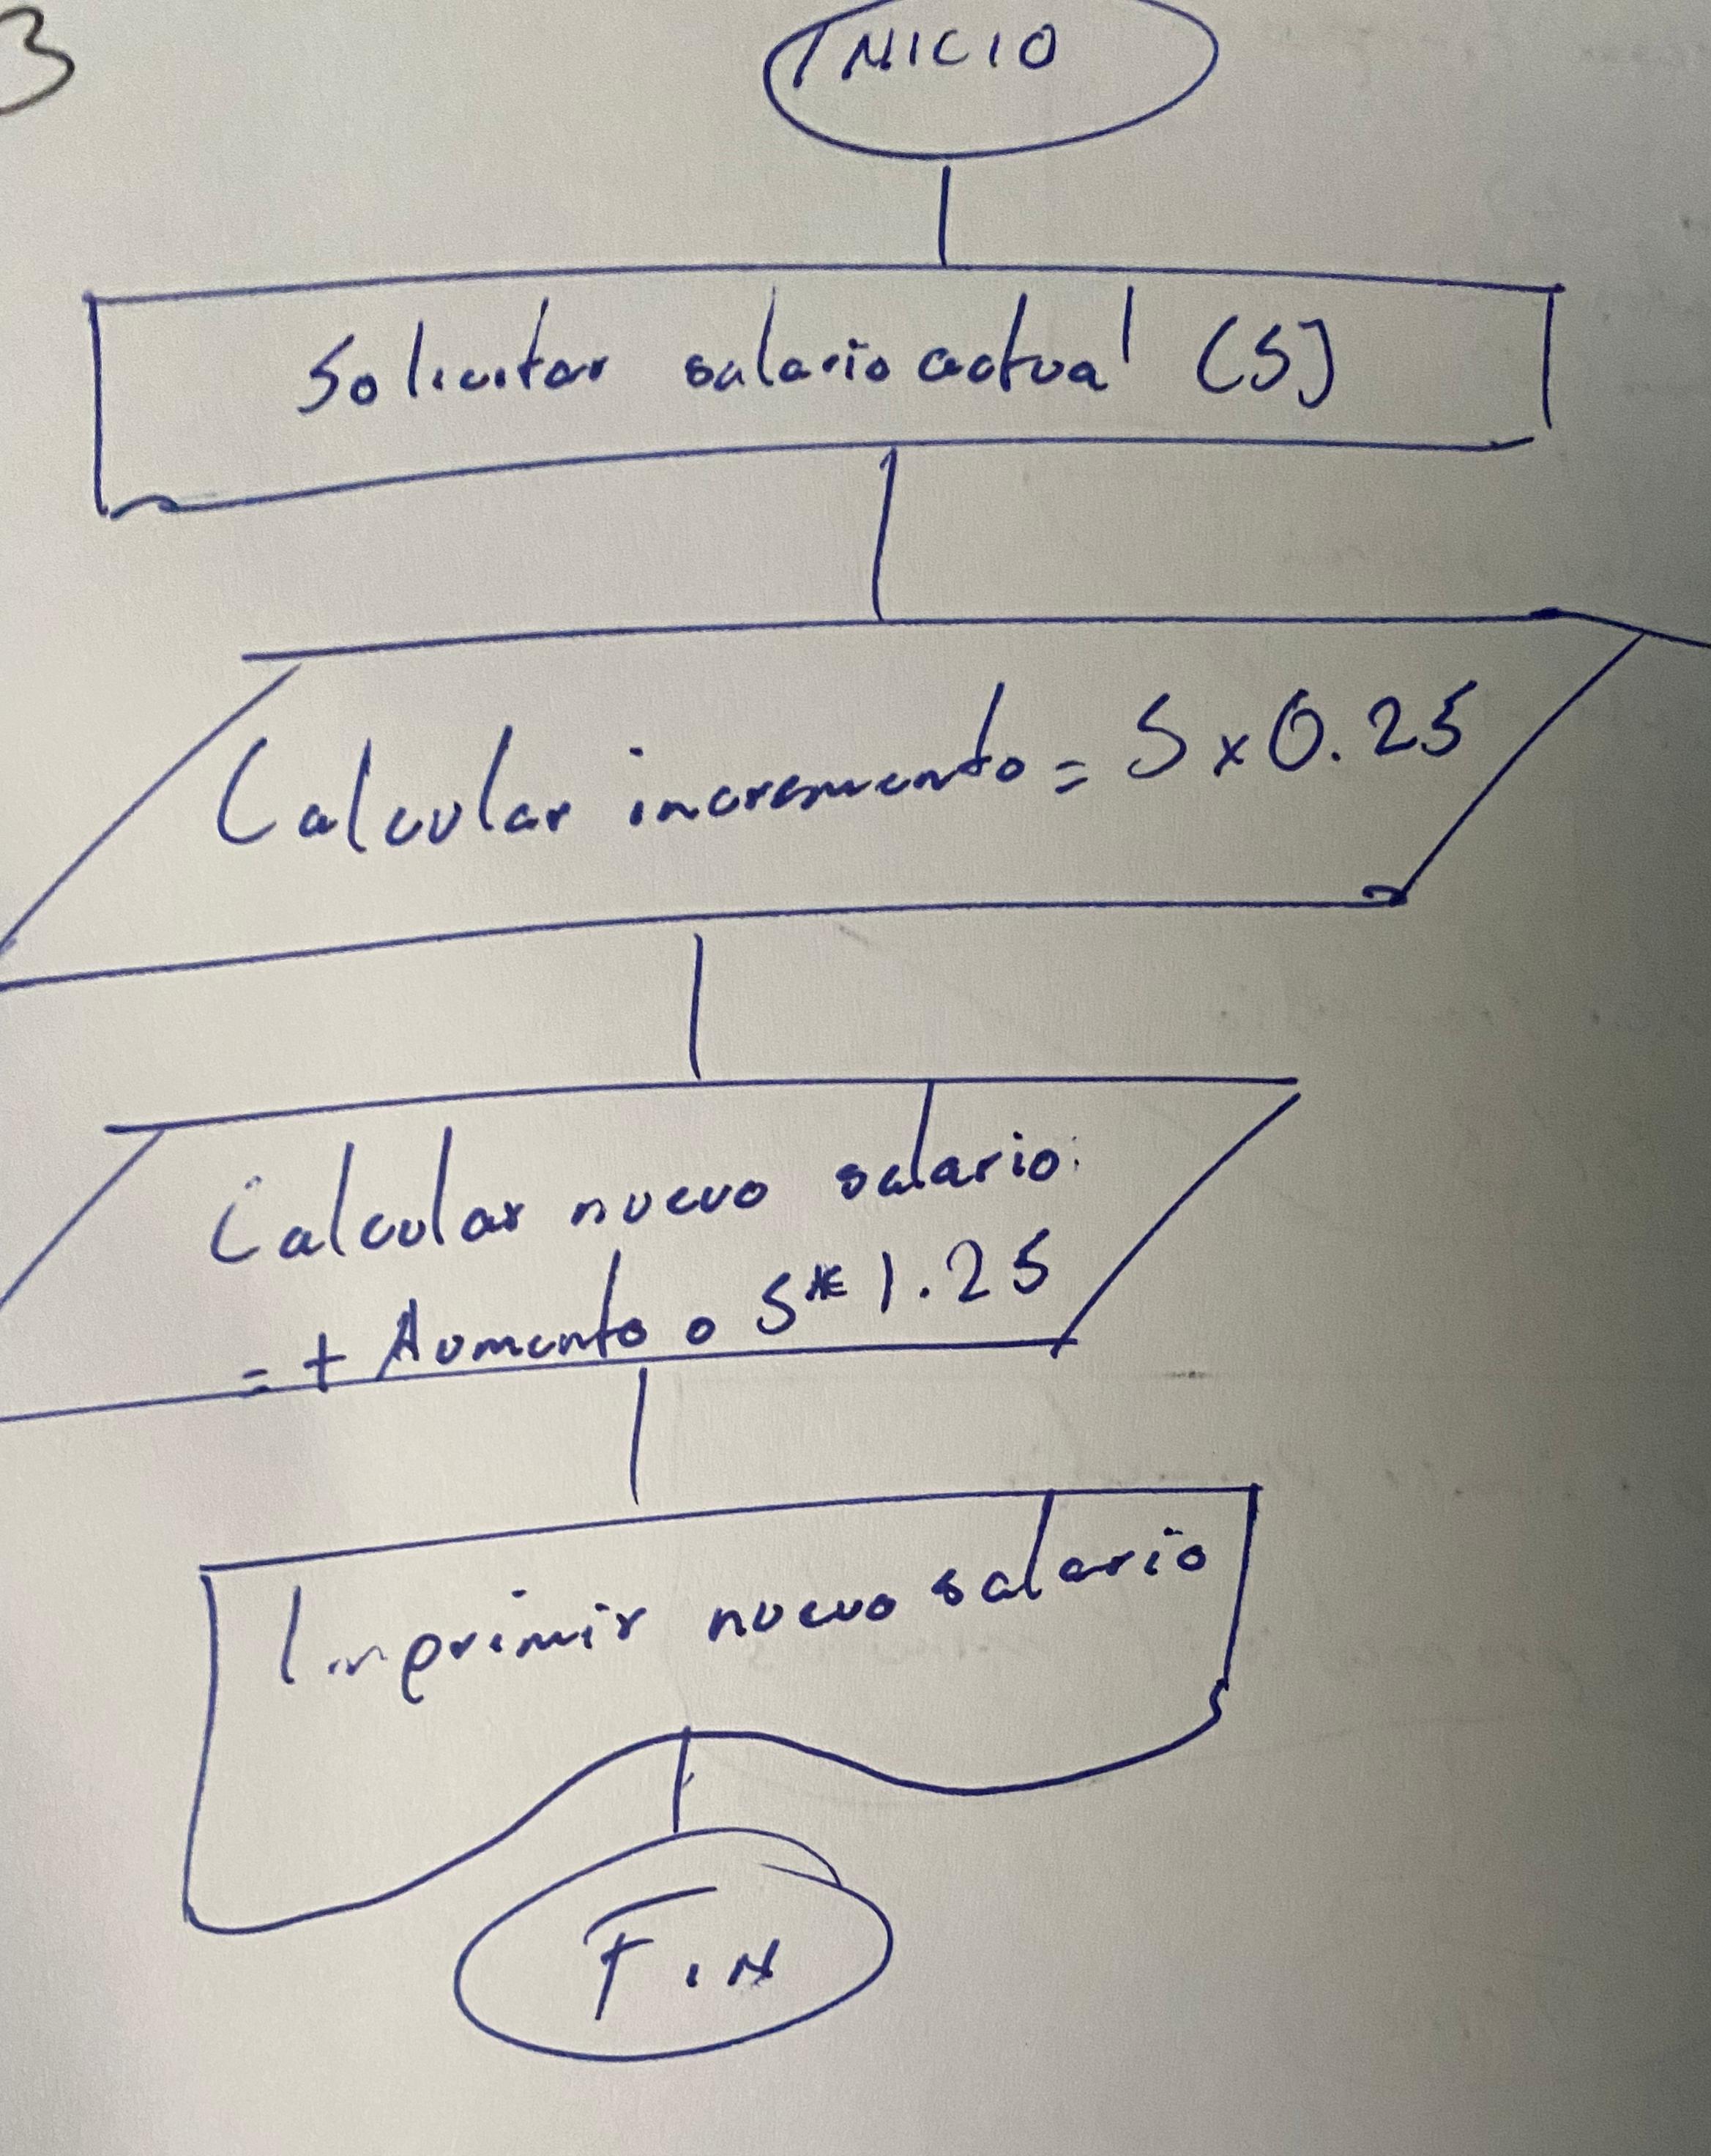 3
INICIO
Solicitar salario actual (S)
Calcular incremento = S x 0.25
Calcular nuevo salario:
= + Aumento o S* 1.25
Imprimir nuevo salario
FiN